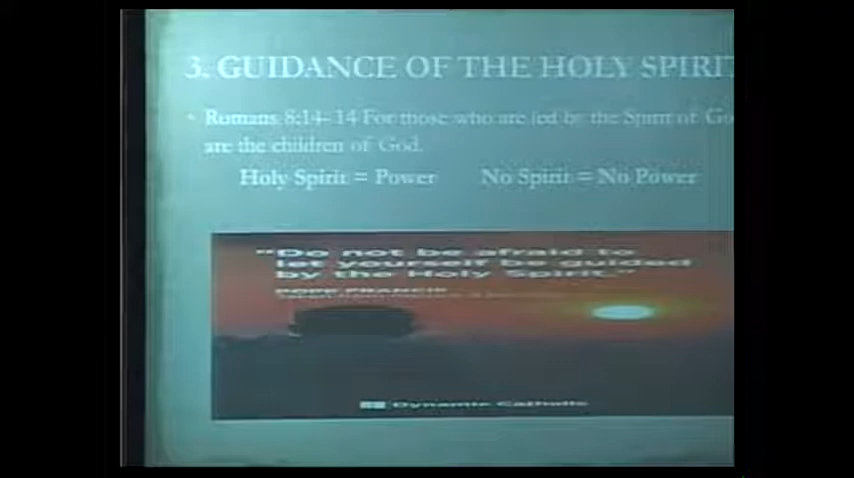 3. GUIDANCE OF THE HOLY SPIRIT
• Romans 8:14- 14 For those who are led by the Spirit of Go
are the children of God.
Holy Spirit = Power No Spirit = No Power
"Do not be afraid to
let yourself be guided
by the Holy Spirit."
POPE FRANCIS
Dynamic Catholic